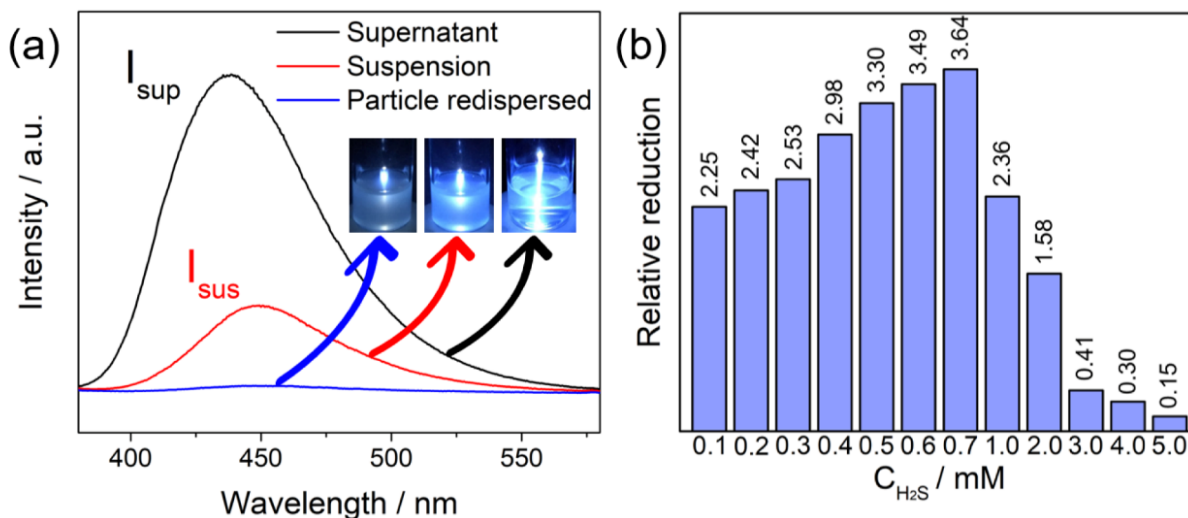 (a)
Supernatant
Suspension
Particle redispersed
I sup
I sus
Intensity / a.u.
400 450 500 550
Wavelength / nm
(b)
Relative reduction
2.25 2.42 2.53 2.98 3.30 3.49 3.64 2.36 1.58 0.41 0.30 0.15
0.1 0.2 0.3 0.4 0.5 0.6 0.7 1.0 2.0 3.0 4.0 5.0
C H2S / mM